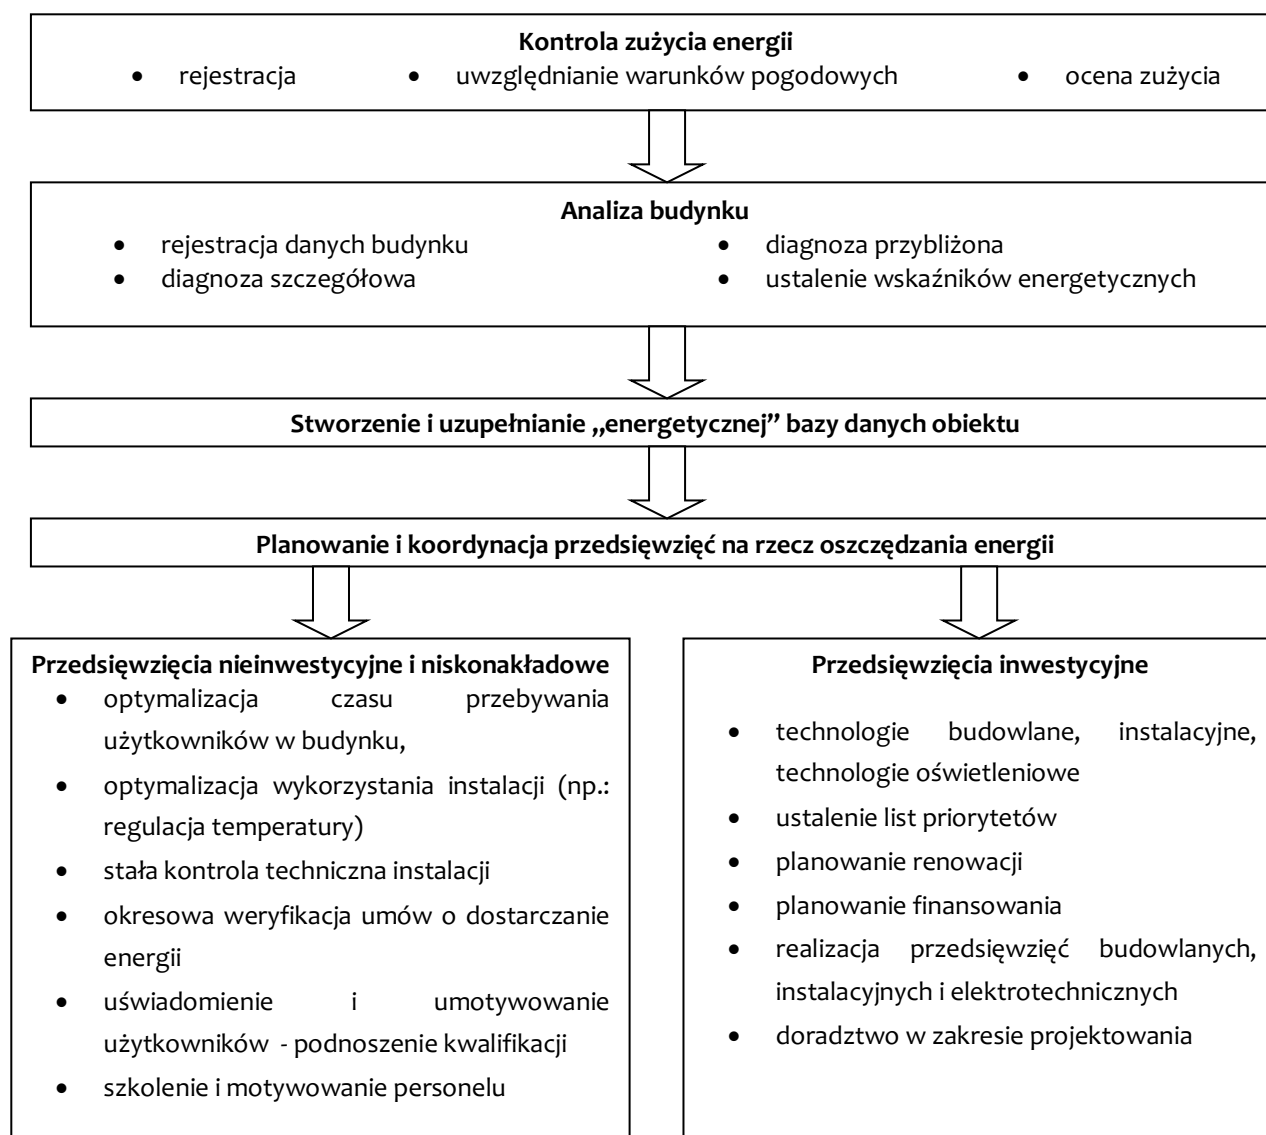 Kontrola zużycia energii
• rejestracja • uwzględnianie warunków pogodowych • ocena zużycia
Analiza budynku
• rejestracja danych budynku • diagnoza przybliżona
• diagnoza szczegółowa • ustalenie wskaźników energetycznych
Stworzenie i uzupełnianie „energetycznej” bazy danych obiektu
Planowanie i koordynacja przedsięwzięć na rzecz oszczędzania energii
Przedsięwzięcia nieinwestycyjne i niskonakładowe
• optymalizacja czasu przebywania
użytkowników w budynku,
• optymalizacja wykorzystania instalacji (np.:
regulacja temperatury)
• stała kontrola techniczna instalacji
• okresowa weryfikacja umów o dostarczanie
energii
• uświadomienie i umotywowanie
użytkowników - podnoszenie kwalifikacji
• szkolenie i motywowanie personelu
Przedsięwzięcia inwestycyjne
• technologie budowlane, instalacyjne,
technologie oświetleniowe
• ustalenie list priorytetów
• planowanie renowacji
• planowanie finansowania
• realizacja przedsięwzięć budowlanych,
instalacyjnych i elektrotechnicznych
• doradztwo w zakresie projektowania